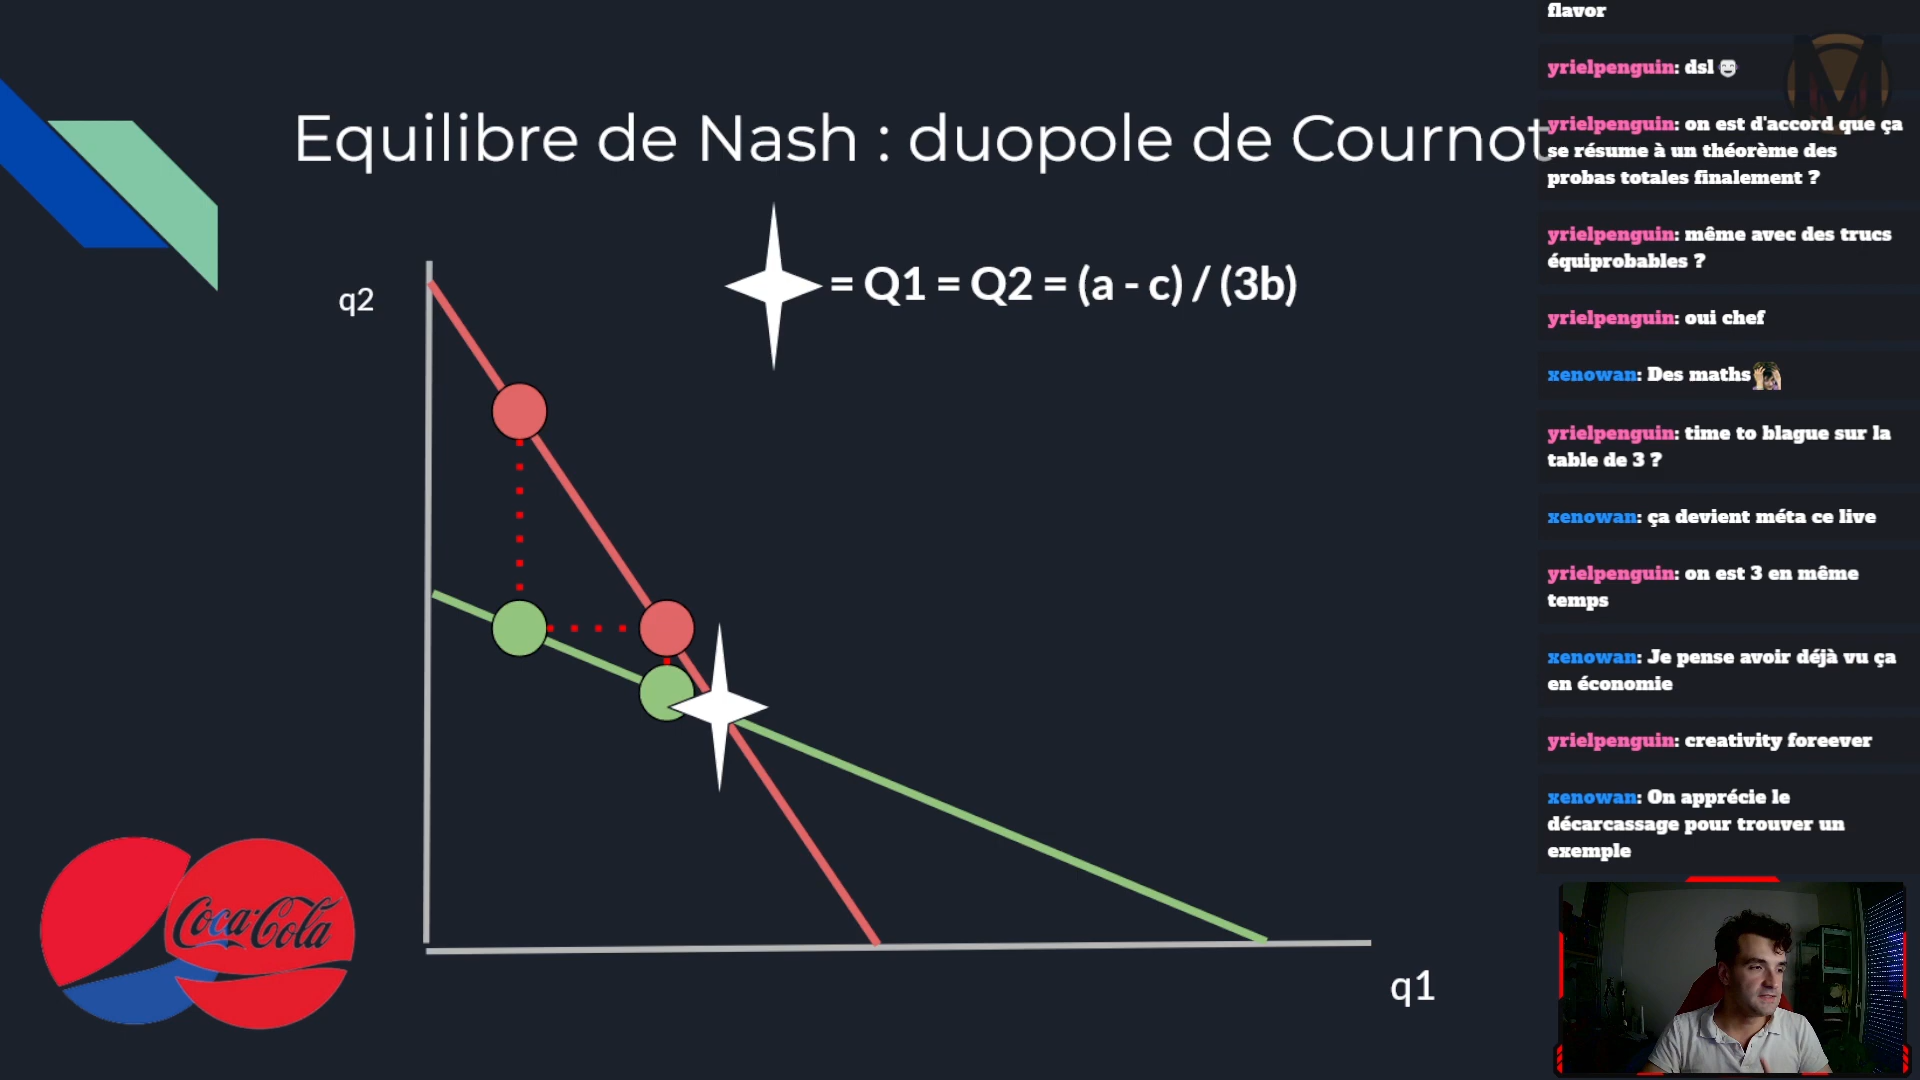 Equilibre de Nash : duopole de Cournot
= Q1 = Q2 = (a - c) / (3b)
q2
q1
Coca-Cola
flavor
yrielpenguin: dsl
yrielpenguin: on est d'accord que ça
se résume à un théorème des
probas totales finalement ?
yrielpenguin: même avec des trucs
équiprobables ?
yrielpenguin: oui chef
xenowan: Des maths
yrielpenguin: time to blague sur la
table de 3 ?
xenowan: ça devient méta ce live
yrielpenguin: on est 3 en même
temps
xenowan: Je pense avoir déjà vu ça
en économie
yrielpenguin: creativity foreever
xenowan: On apprécie le
décarcassage pour trouver un
exemple